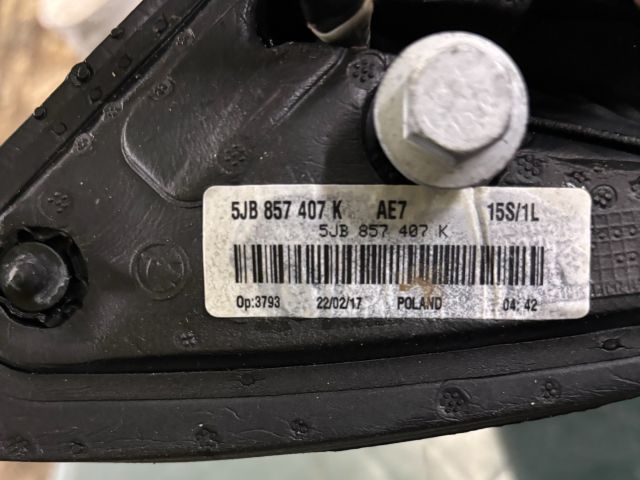 5JB 857 407 K AE7 15S/1L
5JB 857 407 K
Op:3793 22/02/17 POLAND 04:42